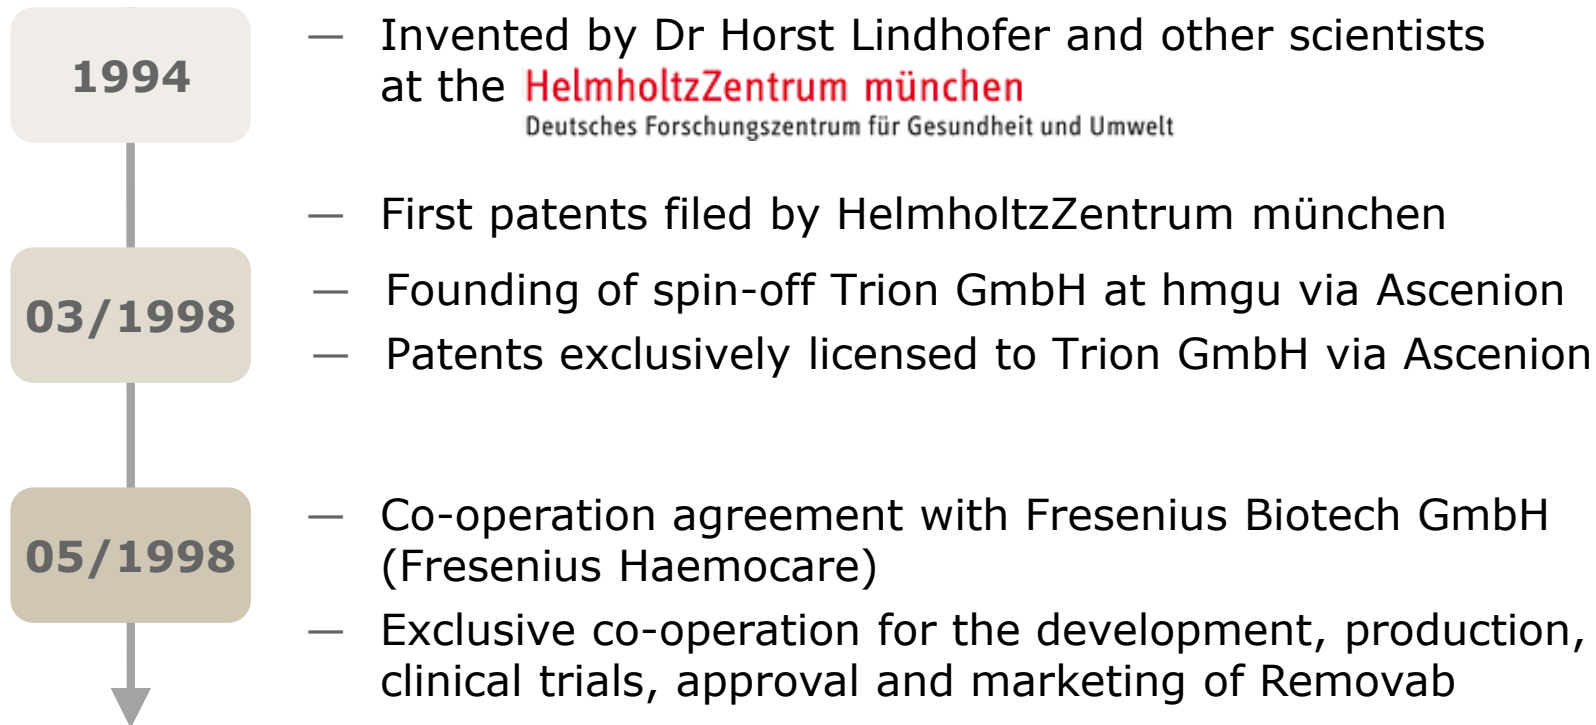 1994
— Invented by Dr Horst Lindhofer and other scientists
at the HelmholtzZentrum münchen
Deutsches Forschungszentrum für Gesundheit und Umwelt
— First patents filed by HelmholtzZentrum münchen
03/1998
— Founding of spin-off Trion GmbH at hmgu via Ascenion
— Patents exclusively licensed to Trion GmbH via Ascenion
05/1998
— Co-operation agreement with Fresenius Biotech GmbH
(Fresenius Haemocare)
— Exclusive co-operation for the development, production,
clinical trials, approval and marketing of Removab